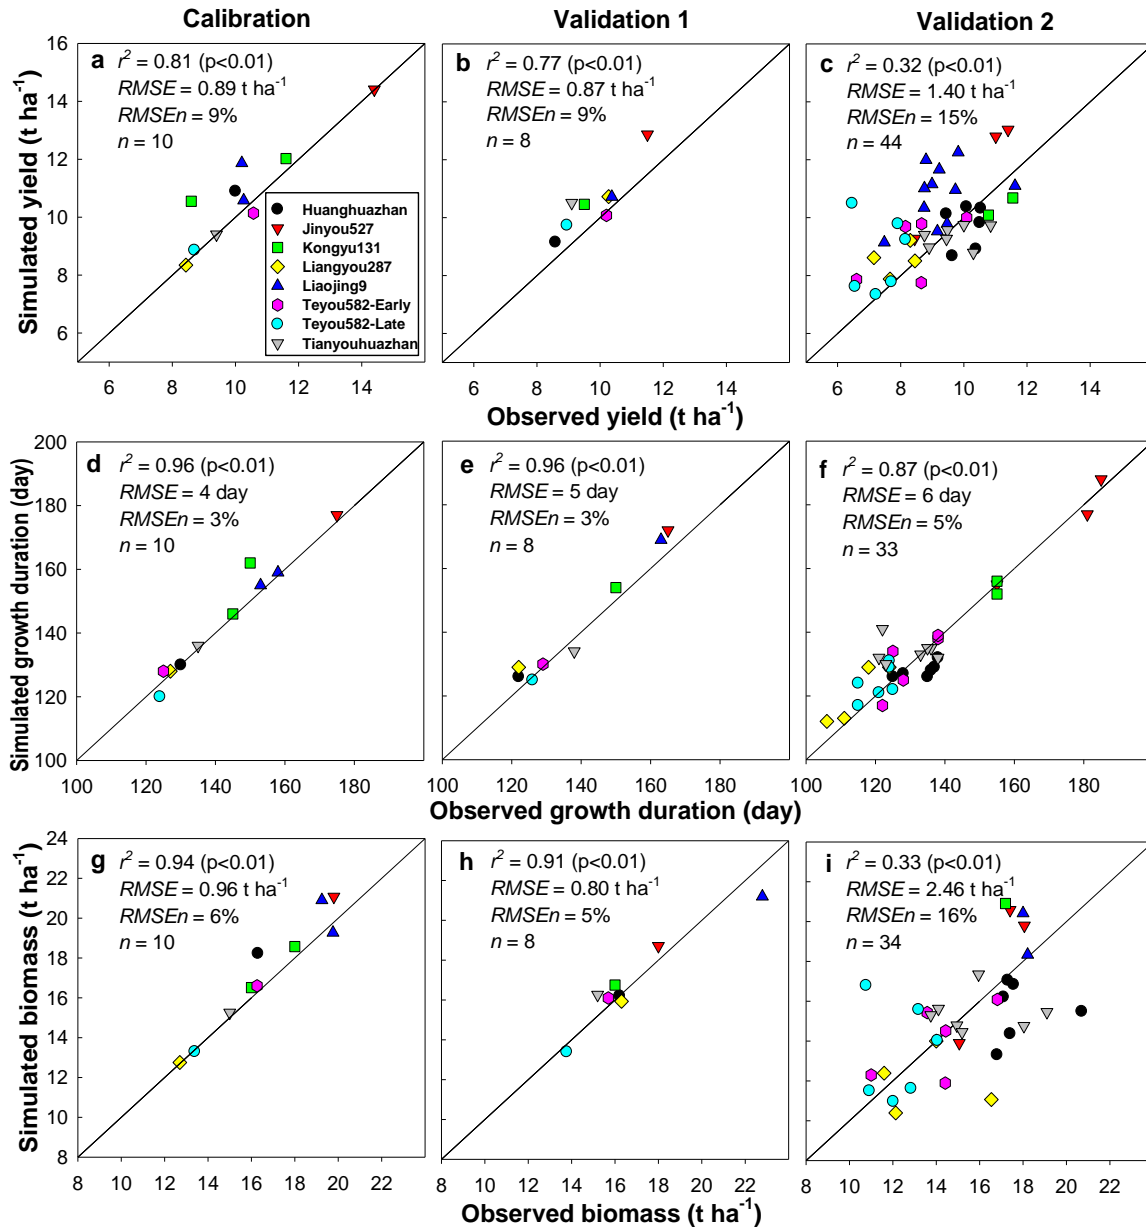 Calibration
Validation 1
Validation 2
Simulated yield (t ha-1)
16
14
12
10
8
6
a
r2 = 0.81 (p<0.01)
RMSE = 0.89 t ha-1
RMSEn = 9%
n = 10
Huanghuazhan
Jinyou527
Kongyu131
Liangyou287
Liaojing9
Teyou582-Early
Teyou582-Late
Tianyouhuazhan
b
r2 = 0.77 (p<0.01)
RMSE = 0.87 t ha-1
RMSEn = 9%
n = 8
c
r2 = 0.32 (p<0.01)
RMSE = 1.40 t ha-1
RMSEn = 15%
n = 44
6 8 10 12 14
6 8 10 12 14
6 8 10 12 14
Observed yield (t ha-1)
Simulated growth duration (day)
200
180
160
140
120
100
d
r2 = 0.96 (p<0.01)
RMSE = 4 day
RMSEn = 3%
n = 10
e
r2 = 0.96 (p<0.01)
RMSE = 5 day
RMSEn = 3%
n = 8
f
r2 = 0.87 (p<0.01)
RMSE = 6 day
RMSEn = 5%
n = 33
100 120 140 160 180
100 120 140 160 180
100 120 140 160 180
Observed growth duration (day)
Simulated biomass (t ha-1)
24
22
20
18
16
14
12
10
8
g
r2 = 0.94 (p<0.01)
RMSE = 0.96 t ha-1
RMSEn = 6%
n = 10
h
r2 = 0.91 (p<0.01)
RMSE = 0.80 t ha-1
RMSEn = 5%
n = 8
i
r2 = 0.33 (p<0.01)
RMSE = 2.46 t ha-1
RMSEn = 16%
n = 34
8 10 12 14 16 18 20 22
8 10 12 14 16 18 20 22
8 10 12 14 16 18 20 22
Observed biomass (t ha-1)